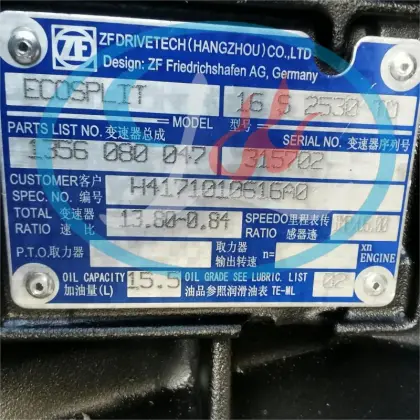 ZF
ZF DRIVETECH (HANGZHOU) CO., LTD
Design: ZF Friedrichshafen AG, Germany
ECOSPLIT 16 S 2530 TO
MODEL 型号
PARTS LIST NO. 变速器总成 SERIAL NO. 变速器序列号
1356 080 047 315702
CUSTOMER 客户
SPEC. NO. 编号 H4171010616A0
TOTAL 变速器 13.80-0.84 SPEEDO 里程表传
RATIO 速比 RATIO 感器速
P.T.O. 取力器 取力器 n= xn
输出转速 ENGINE
OIL CAPACITY 15.5 OIL GRADE SEE LUBRIC. LIST 02
加油量(L) 油品参照润滑油表 TE-ML